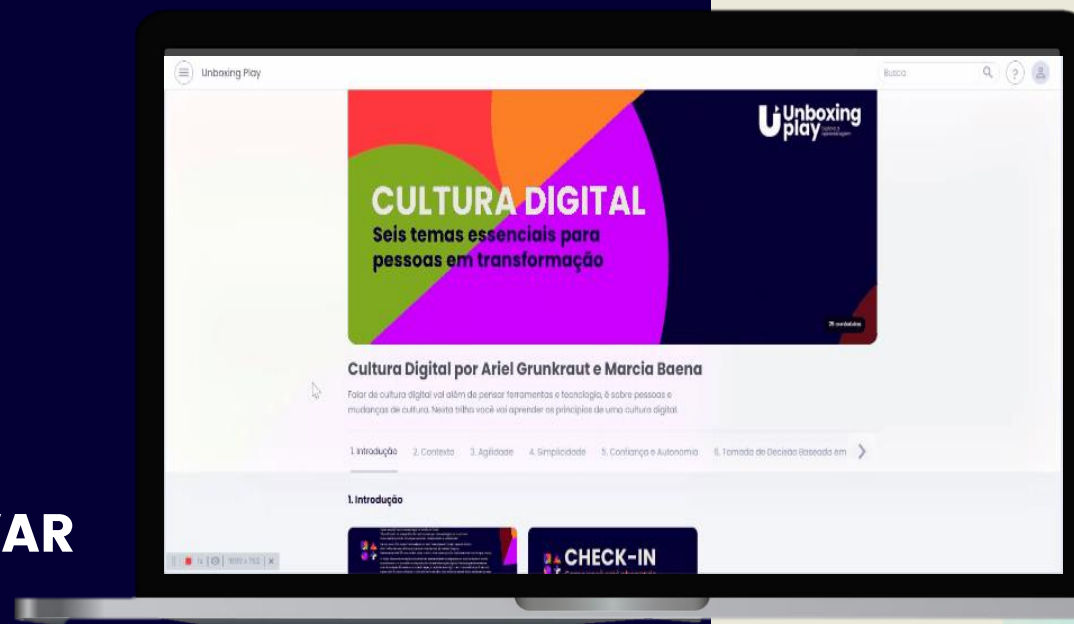 Unboxing Play
Busca
?
Unboxing
play
CULTURA DIGITAL
Seis temas essenciais para
pessoas em transformação
Cultura Digital por Ariel Grunkraut e Marcia Baena
Falar de cultura digital vai além de pensar ferramentas e tecnologia, é sobre pessoas e
mudanças de cultura. Nesta trilha você vai aprender os princípios de uma cultura digital.
1. Introdução 2. Contexto 3. Agilidade 4. Simplicidade 5. Confiança e Autonomia 6. Tomada de Decisão Baseada em
1. Introdução
CHECK-IN